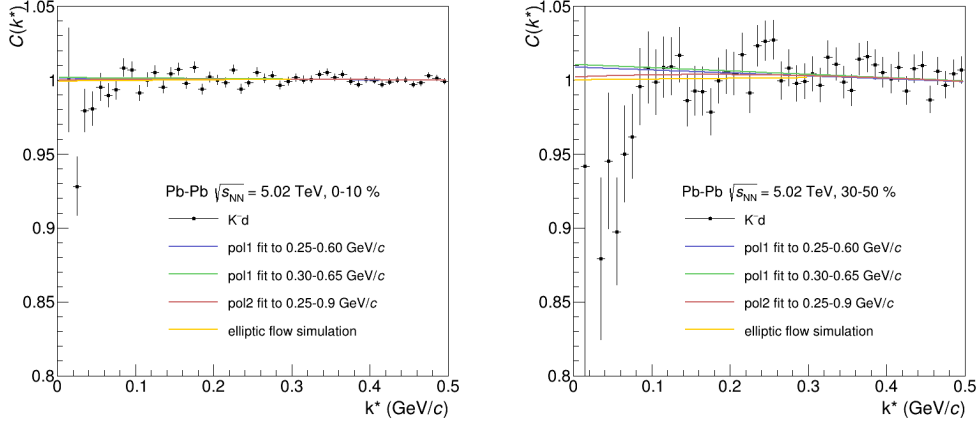 C(k*)
1.05
1
0.95
0.9
0.85
0.8
Pb-Pb √sNN = 5.02 TeV, 0-10 %
K⁻d
pol1 fit to 0.25-0.60 GeV/c
pol1 fit to 0.30-0.65 GeV/c
pol2 fit to 0.25-0.9 GeV/c
elliptic flow simulation
0 0.1 0.2 0.3 0.4 0.5
k* (GeV/c)
C(k*)
1.05
1
0.95
0.9
0.85
0.8
Pb-Pb √sNN = 5.02 TeV, 30-50 %
K⁻d
pol1 fit to 0.25-0.60 GeV/c
pol1 fit to 0.30-0.65 GeV/c
pol2 fit to 0.25-0.9 GeV/c
elliptic flow simulation
0 0.1 0.2 0.3 0.4 0.5
k* (GeV/c)